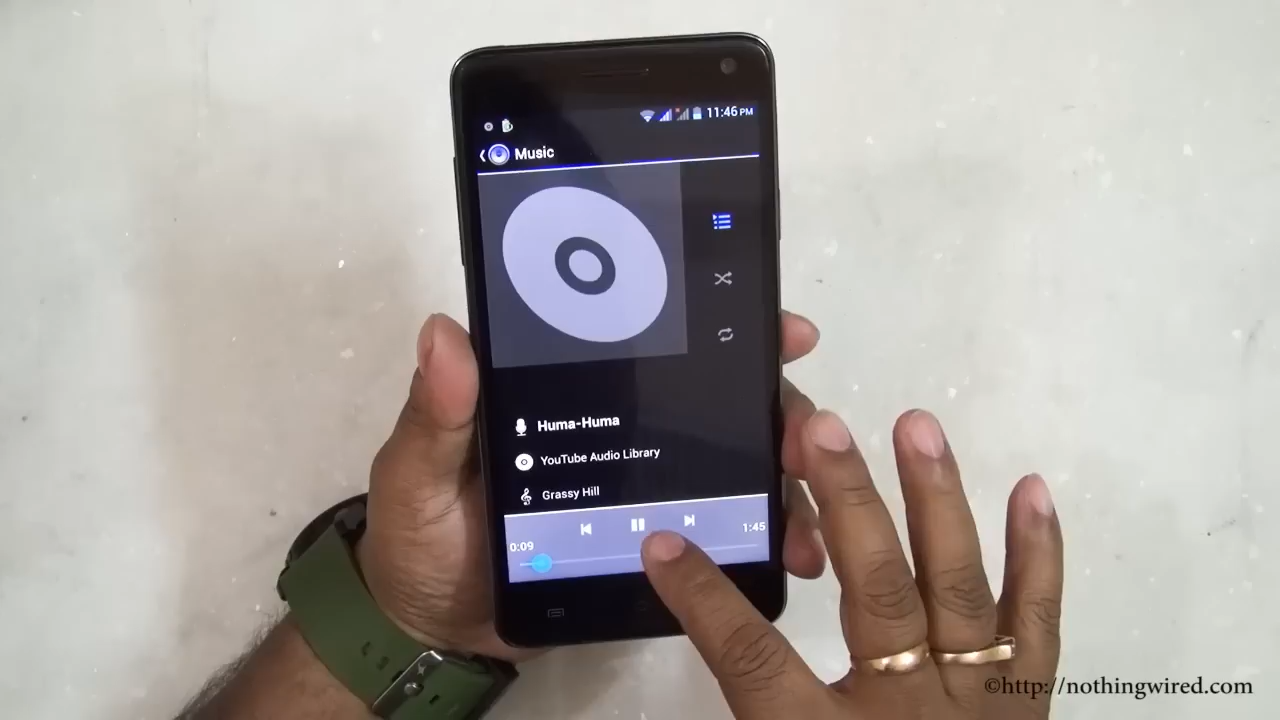 11:46 PM
Music
Huma-Huma
YouTube Audio Library
Grassy Hill
0:09
1:45
©http://nothingwired.com